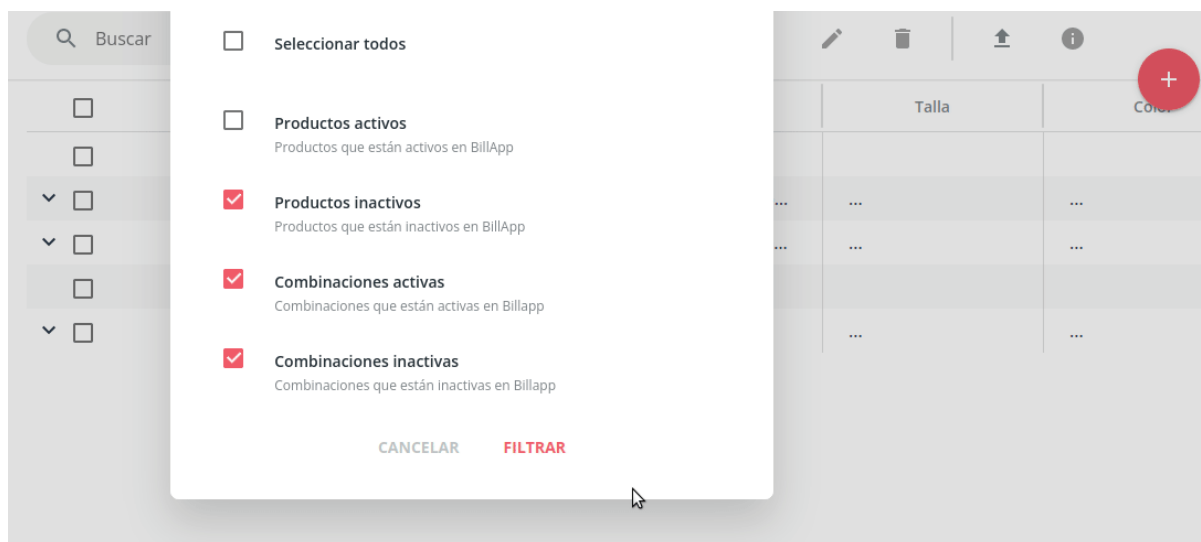 Buscar
Seleccionar todos
Talla
Color
Productos activos
Productos que están activos en BillApp
Productos inactivos
Productos que están inactivos en BillApp
... ... ...
... ... ...
Combinaciones activas
Combinaciones que están activas en Billapp
... ...
Combinaciones inactivas
Combinaciones que están inactivas en Billapp
CANCELAR FILTRAR